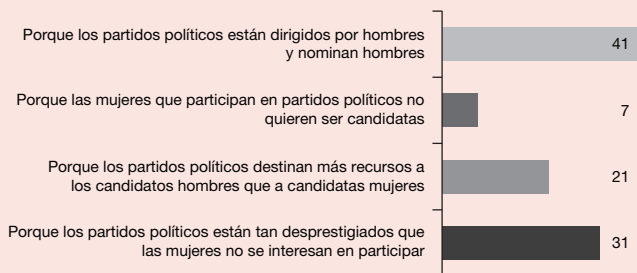 Porque los partidos políticos están dirigidos por hombres
y nominan hombres
41
Porque las mujeres que participan en partidos políticos no
quieren ser candidatas
7
Porque los partidos políticos destinan más recursos a
los candidatos hombres que a candidatas mujeres
21
Porque los partidos políticos están tan desprestigiados que
las mujeres no se interesan en participar
31